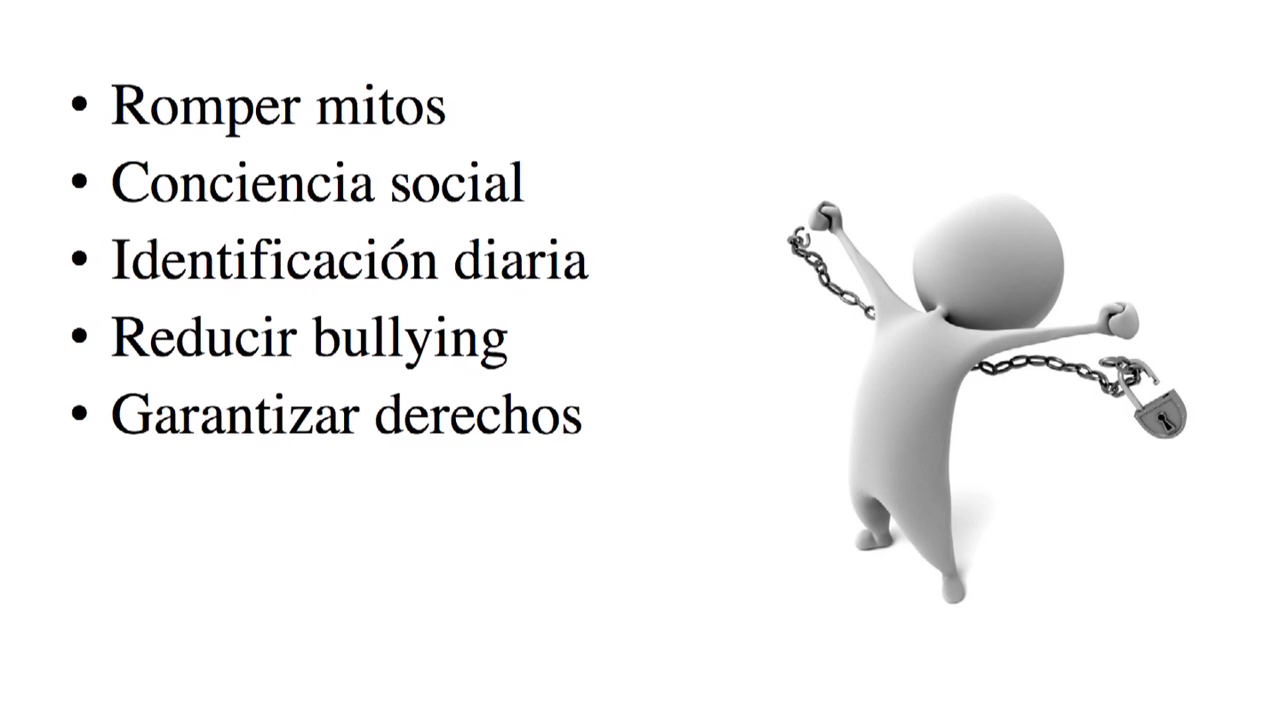 • Romper mitos
• Conciencia social
• Identificación diaria
• Reducir bullying
• Garantizar derechos